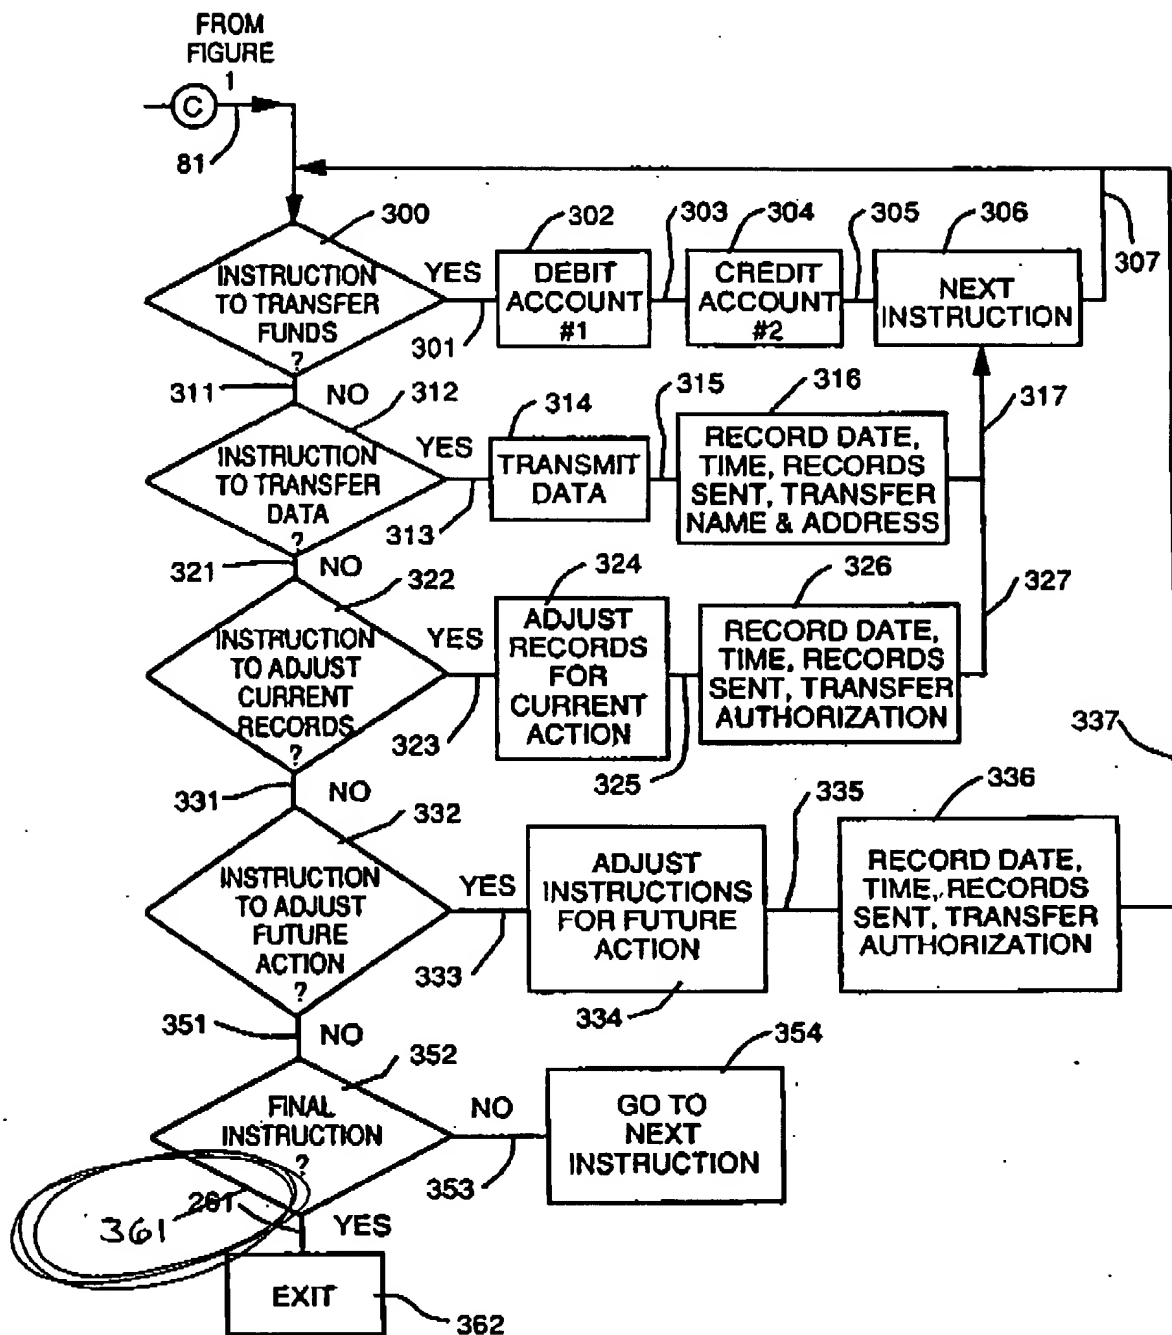 FROM
FIGURE
1
C
81
300
302
303
304
305
306
307
INSTRUCTION
TO TRANSFER
FUNDS
?
YES
301
DEBIT
ACCOUNT
#1
CREDIT
ACCOUNT
#2
NEXT
INSTRUCTION
311
NO
312
314
315
316
317
INSTRUCTION
TO TRANSFER
DATA
?
YES
313
TRANSMIT
DATA
RECORD DATE,
TIME, RECORDS
SENT, TRANSFER
NAME & ADDRESS
321
NO
322
324
326
327
INSTRUCTION
TO ADJUST
CURRENT
RECORDS
?
YES
323
ADJUST
RECORDS
FOR
CURRENT
ACTION
325
RECORD DATE,
TIME, RECORDS
SENT, TRANSFER
AUTHORIZATION
337
331
NO
332
335
336
INSTRUCTION
TO ADJUST
FUTURE
ACTION
?
YES
333
ADJUST
INSTRUCTIONS
FOR FUTURE
ACTION
334
RECORD DATE,
TIME, RECORDS
SENT, TRANSFER
AUTHORIZATION
351
NO
352
354
FINAL
INSTRUCTION
?
NO
353
GO TO
NEXT
INSTRUCTION
361
261
YES
EXIT
362